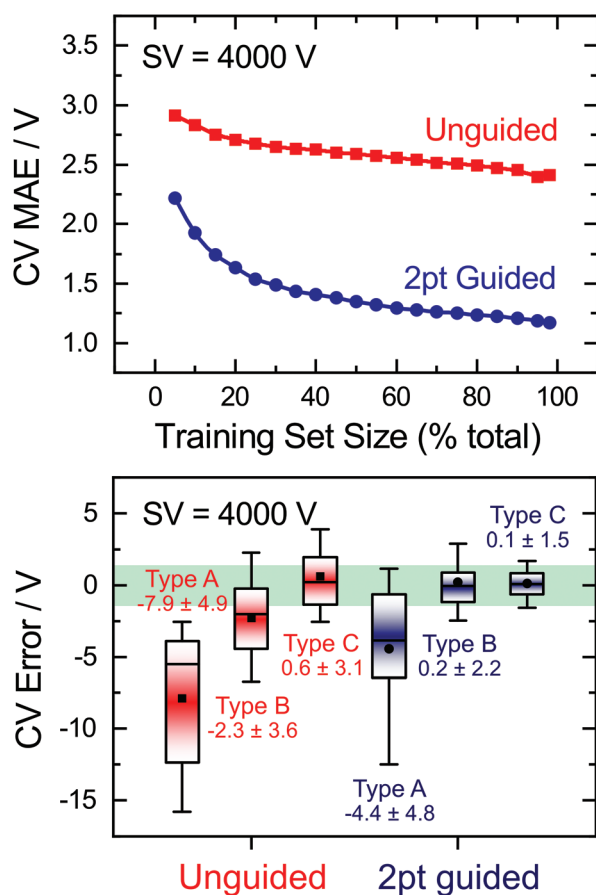 SV = 4000 V
Unguided
2pt Guided
CV MAE / V
3.5
3.0
2.5
2.0
1.5
1.0
0 20 40 60 80 100
Training Set Size (% total)
SV = 4000 V
CV Error / V
5
0
-5
-10
-15
Type A
-7.9 ± 4.9
Type B
-2.3 ± 3.6
Type C
0.6 ± 3.1
Type A
-4.4 ± 4.8
Type B
0.2 ± 2.2
Type C
0.1 ± 1.5
Unguided 2pt guided